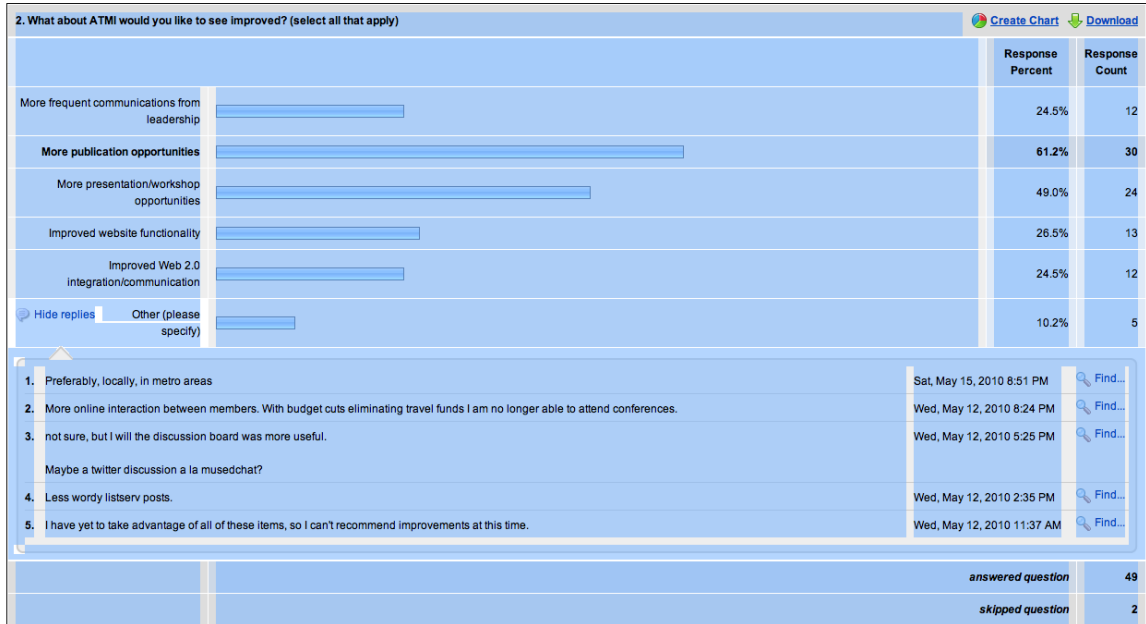 2. What about ATMI would you like to see improved? (select all that apply)
Create Chart
Download
Response Percent
Response Count
More frequent communications from
leadership
24.5%
12
More publication opportunities
61.2%
30
More presentation/workshop
opportunities
49.0%
24
Improved website functionality
26.5%
13
Improved Web 2.0
integration/communication
24.5%
12
Hide replies
Other (please
specify)
10.2%
5
1. Preferably, locally, in metro areas
Sat, May 15, 2010 8:51 PM
Find...
2. More online interaction between members. With budget cuts eliminating travel funds I am no longer able to attend conferences.
Wed, May 12, 2010 8:24 PM
Find...
3. not sure, but I will the discussion board was more useful.
Wed, May 12, 2010 5:25 PM
Find...
Maybe a twitter discussion a la musedchat?
4. Less wordy listserv posts.
Wed, May 12, 2010 2:35 PM
Find...
5. I have yet to take advantage of all of these items, so I can't recommend improvements at this time.
Wed, May 12, 2010 11:37 AM
Find...
answered question
49
skipped question
2